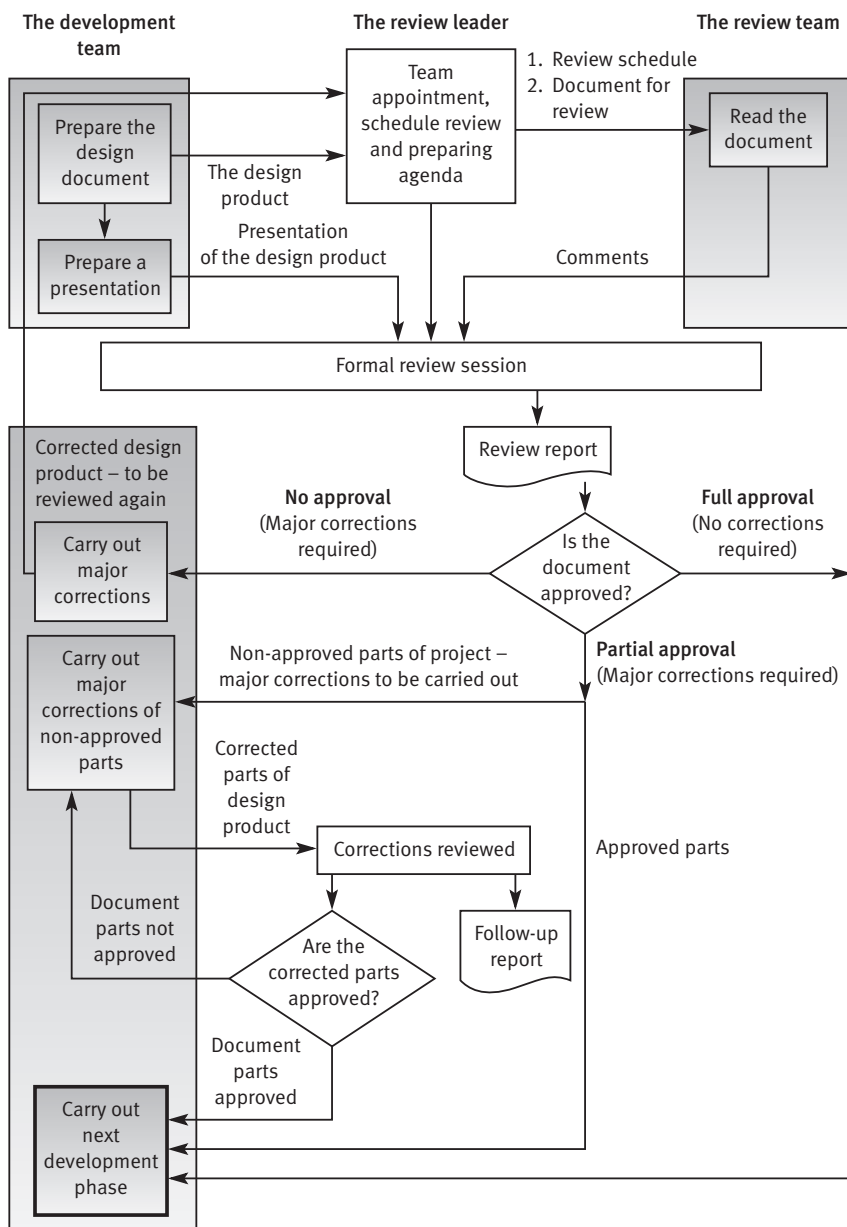 The development
team
The review leader
The review team
Prepare the
design
document
The design
product
Team
appointment,
schedule review
and preparing
agenda
1. Review schedule
2. Document for
review
Read the
document
Prepare a
presentation
Presentation
of the design product
Comments
Formal review session
Review report
Corrected design
product – to be
reviewed again
No approval
(Major corrections
required)
Full approval
(No corrections
required)
Carry out
major
corrections
Is the
document
approved?
Partial approval
(Major corrections required)
Non-approved parts of project –
major corrections to be carried out
Carry out
major
corrections of
non-approved
parts
Corrected
parts of
design
product
Corrections reviewed
Approved parts
Document
parts not
approved
Are the
corrected parts
approved?
Follow-up
report
Document
parts
approved
Carry out
next
development
phase